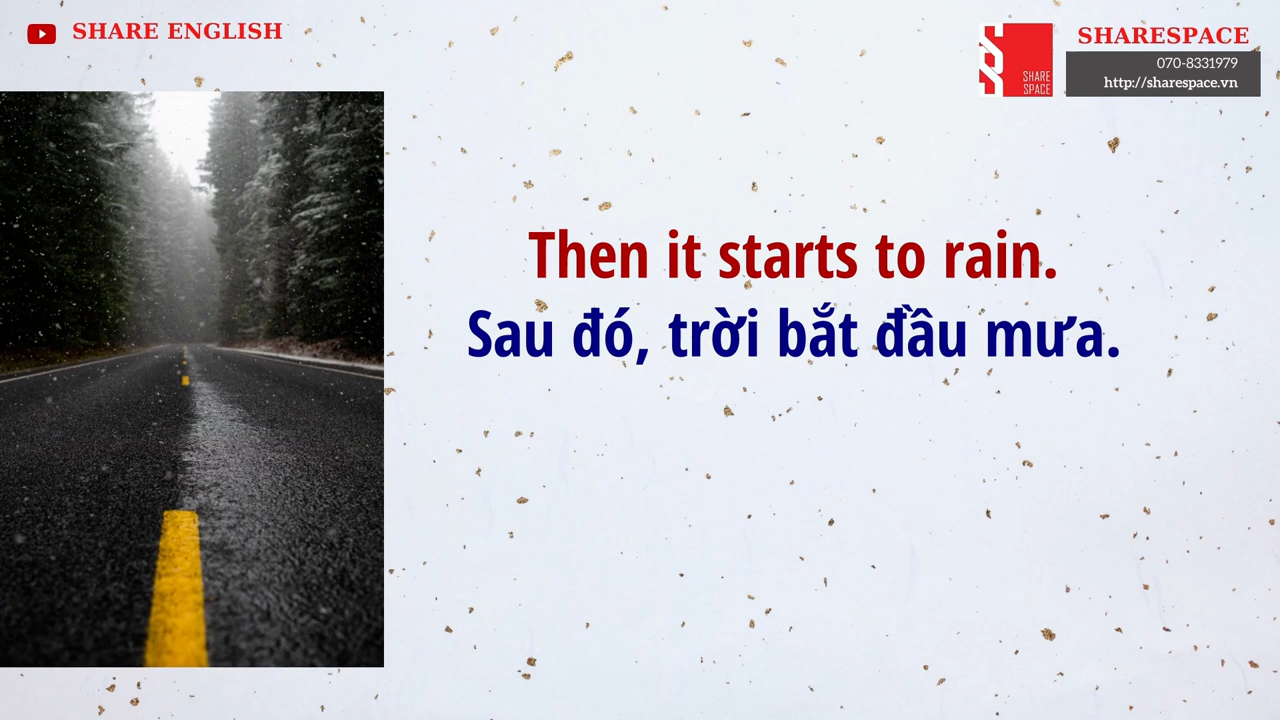 SHARE ENGLISH
SHARESPACE
070-8331979
http://sharespace.vn
SHARE
SPACE
Then it starts to rain.
Sau đó, trời bắt đầu mưa.